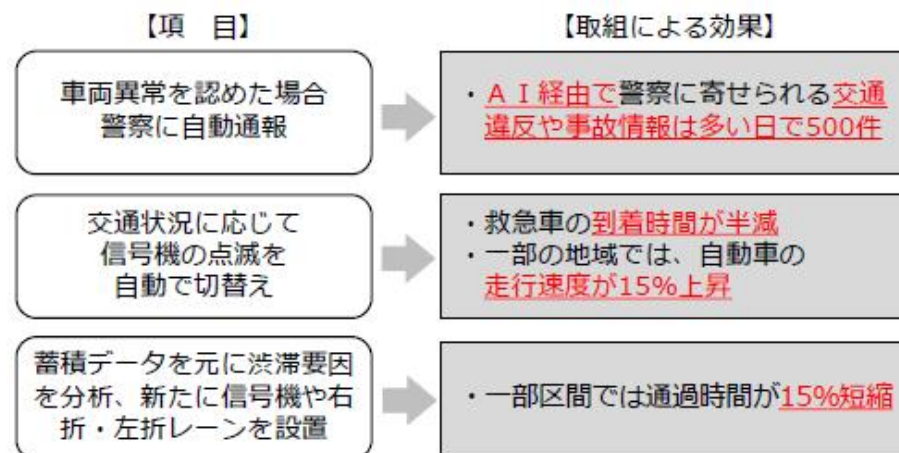 【項　目】
【取組による効果】
車両異常を認めた場合
警察に自動通報
・ＡＩ経由で警察に寄せられる交通
違反や事故情報は多い日で500件
交通状況に応じて
信号機の点滅を
自動で切替え
・救急車の到着時間が半減
・一部の地域では、自動車の
走行速度が15%上昇
蓄積データを元に渋滞要因
を分析、新たに信号機や右
折・左折レーンを設置
・一部区間では通過時間が15%短縮